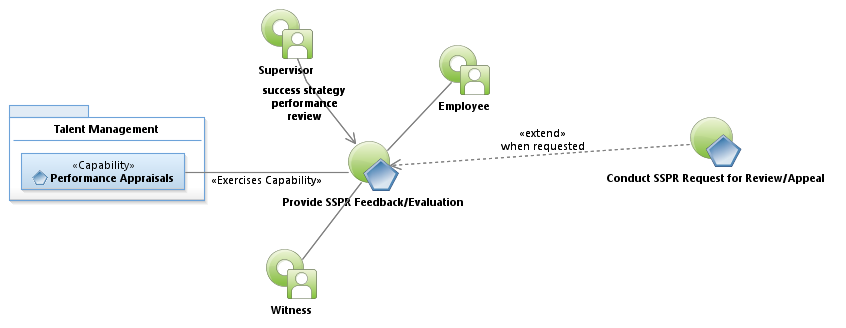 Supervisor
success strategy
performance
review
Employee
Talent Management
«Capability»
Performance Appraisals
«Exercises Capability»
«extend»
when requested
Conduct SSPR Request for Review/Appeal
Provide SSPR Feedback/Evaluation
Witness